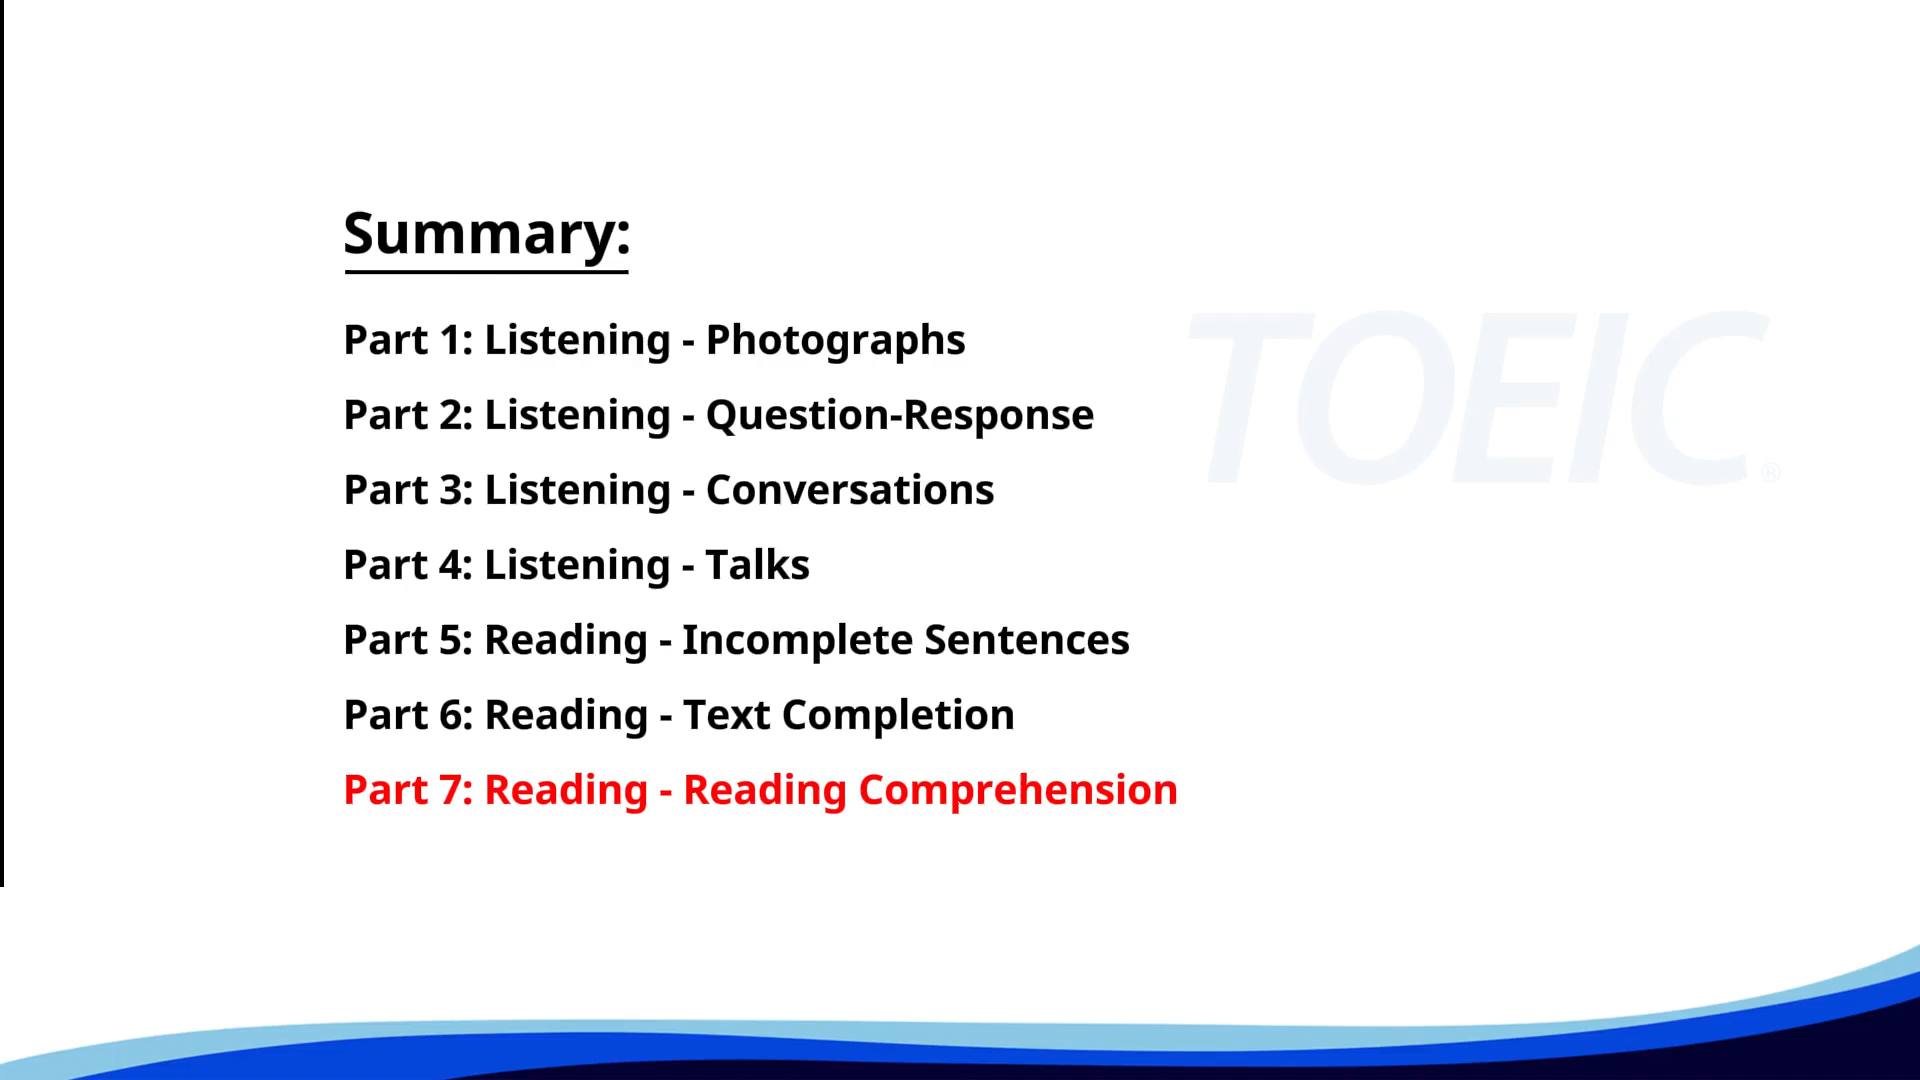 Summary:
Part 1: Listening - Photographs
Part 2: Listening - Question-Response
TOEIC®
Part 3: Listening - Conversations
Part 4: Listening - Talks
Part 5: Reading - Incomplete Sentences
Part 6: Reading - Text Completion
Part 7: Reading - Reading Comprehension